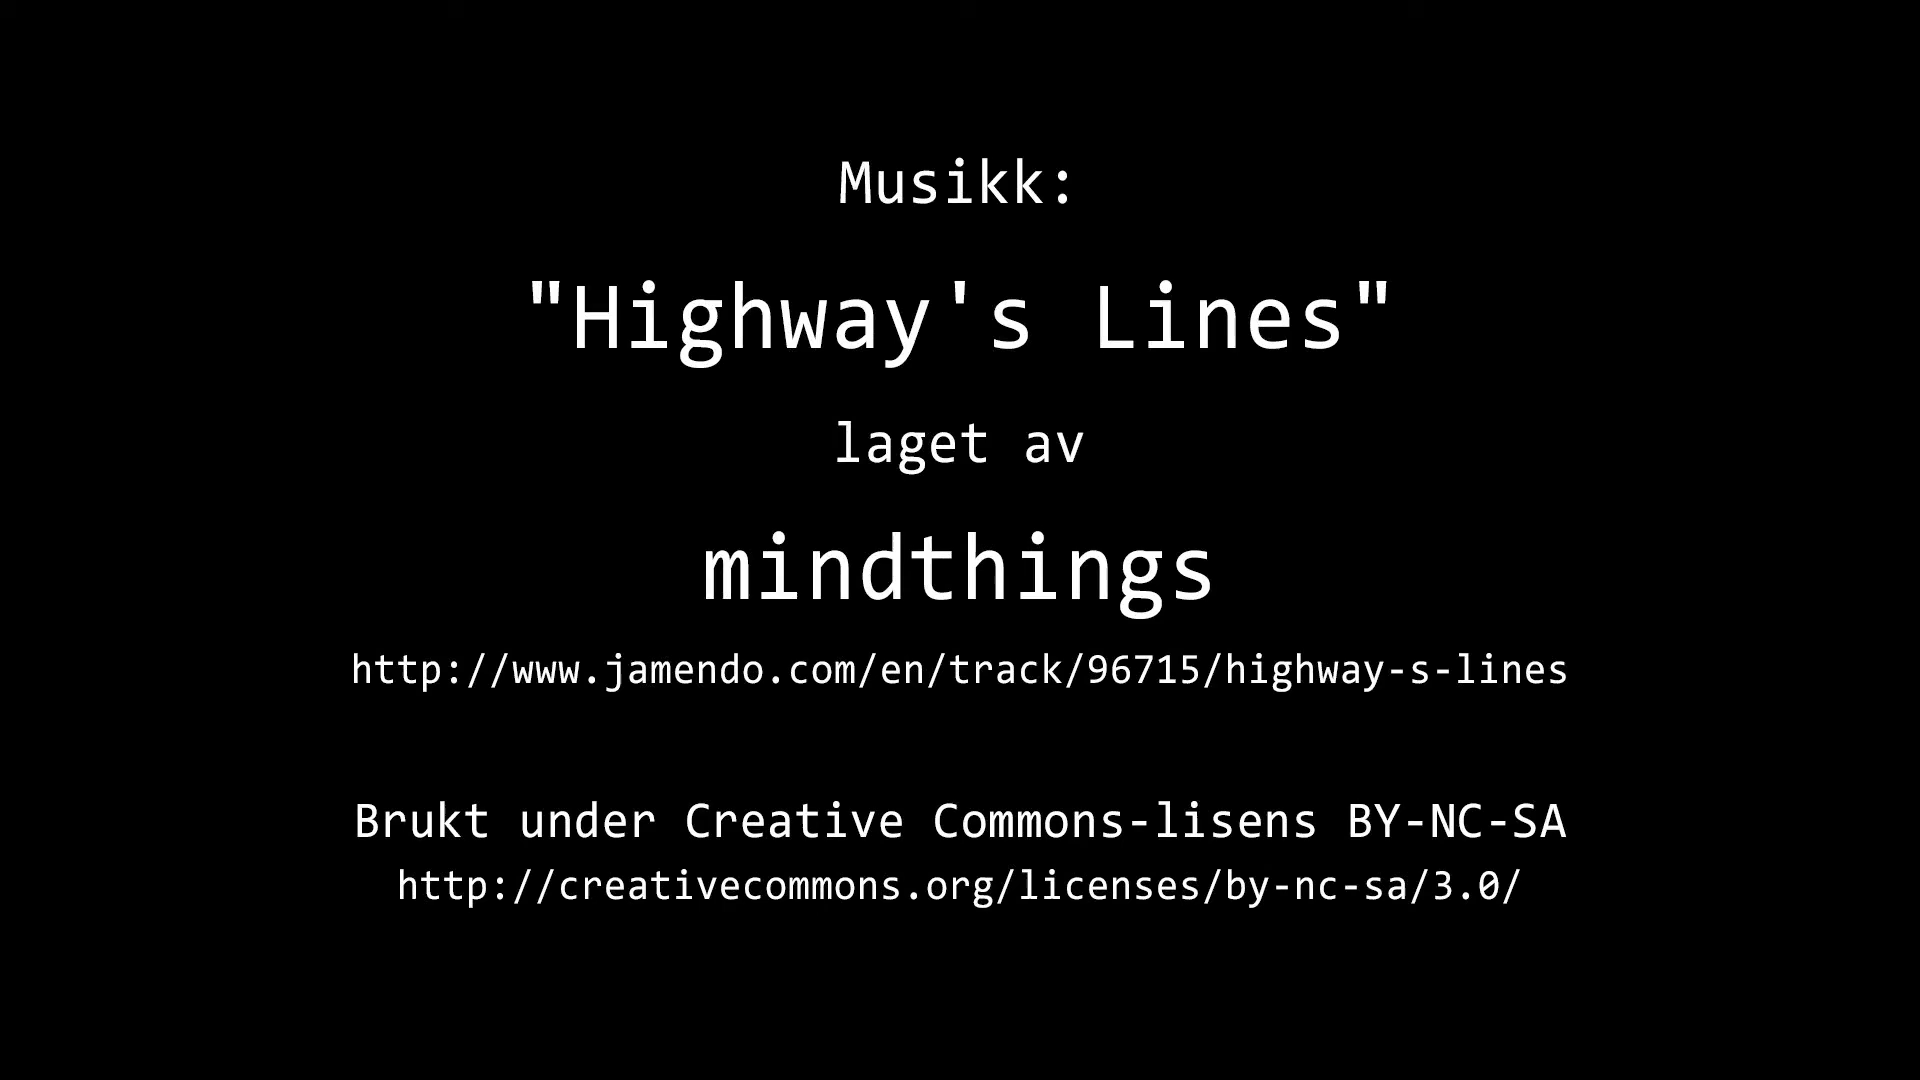 Musikk:
"Highway's Lines"
laget av
mindthings
http://www.jamendo.com/en/track/96715/highway-s-lines
Brukt under Creative Commons-lisens BY-NC-SA
http://creativecommons.org/licenses/by-nc-sa/3.0/